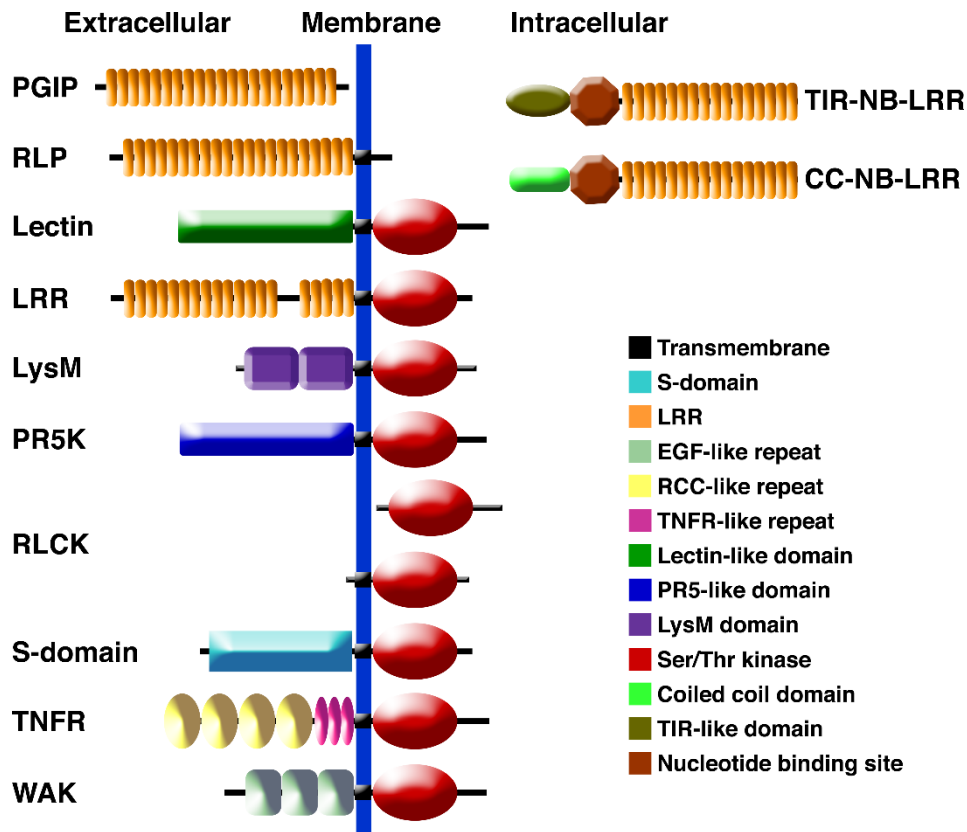 Extracellular
Membrane
Intracellular
PGIP
RLP
Lectin
LRR
LysM
PR5K
RLCK
S-domain
TNFR
WAK
TIR-NB-LRR
CC-NB-LRR
Transmembrane
S-domain
LRR
EGF-like repeat
RCC-like repeat
TNFR-like repeat
Lectin-like domain
PR5-like domain
LysM domain
Ser/Thr kinase
Coiled coil domain
TIR-like domain
Nucleotide binding site